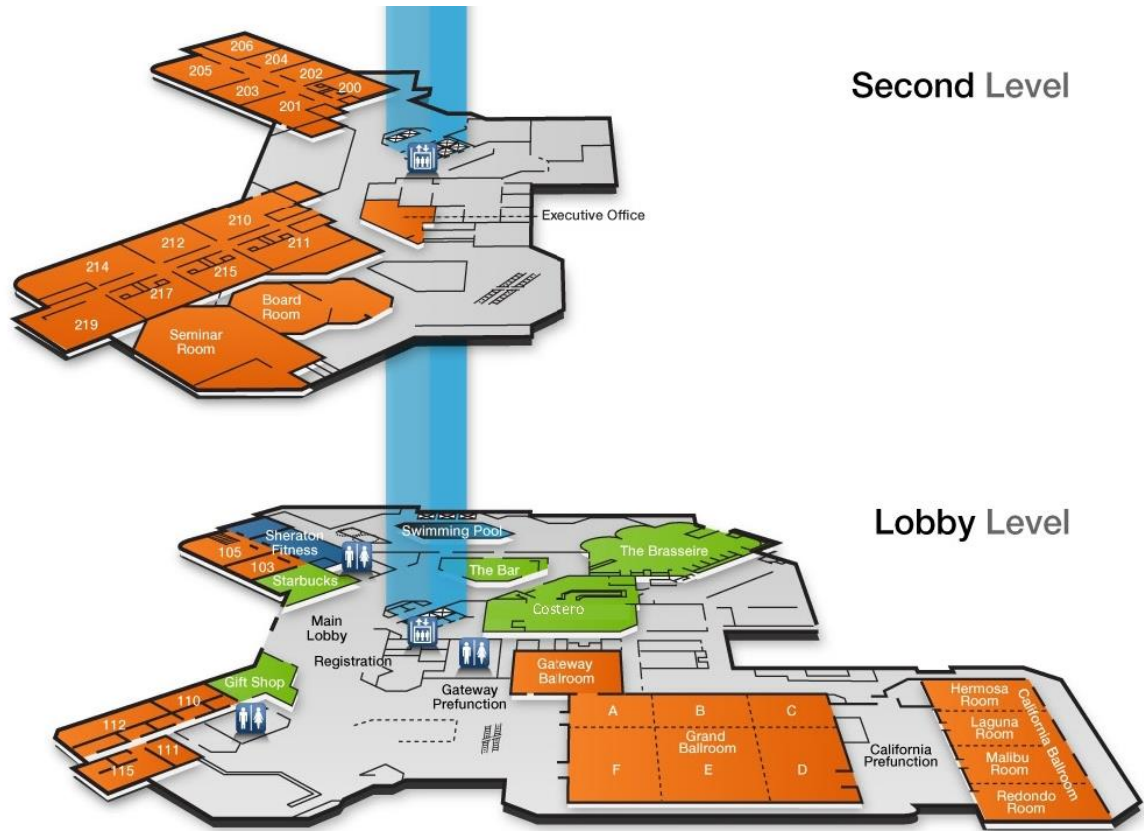 Second Level
206
204
205
202
200
203
201
Executive Office
210
212
211
214
215
217
219
Board
Room
Seminar
Room
Lobby Level
Sheraton
Fitness
Swimming Pool
105
103
The Brasseire
The Bar
Starbucks
Costero
Main
Lobby
Registration
Gateway
Ballroom
Gift Shop
Gateway
Prefunction
110
112
111
115
A
B
C
Grand
Ballroom
F
E
D
California
Prefunction
Hermosa
Room
Laguna
Room
Malibu
Room
Redondo
Room
California Ballroom